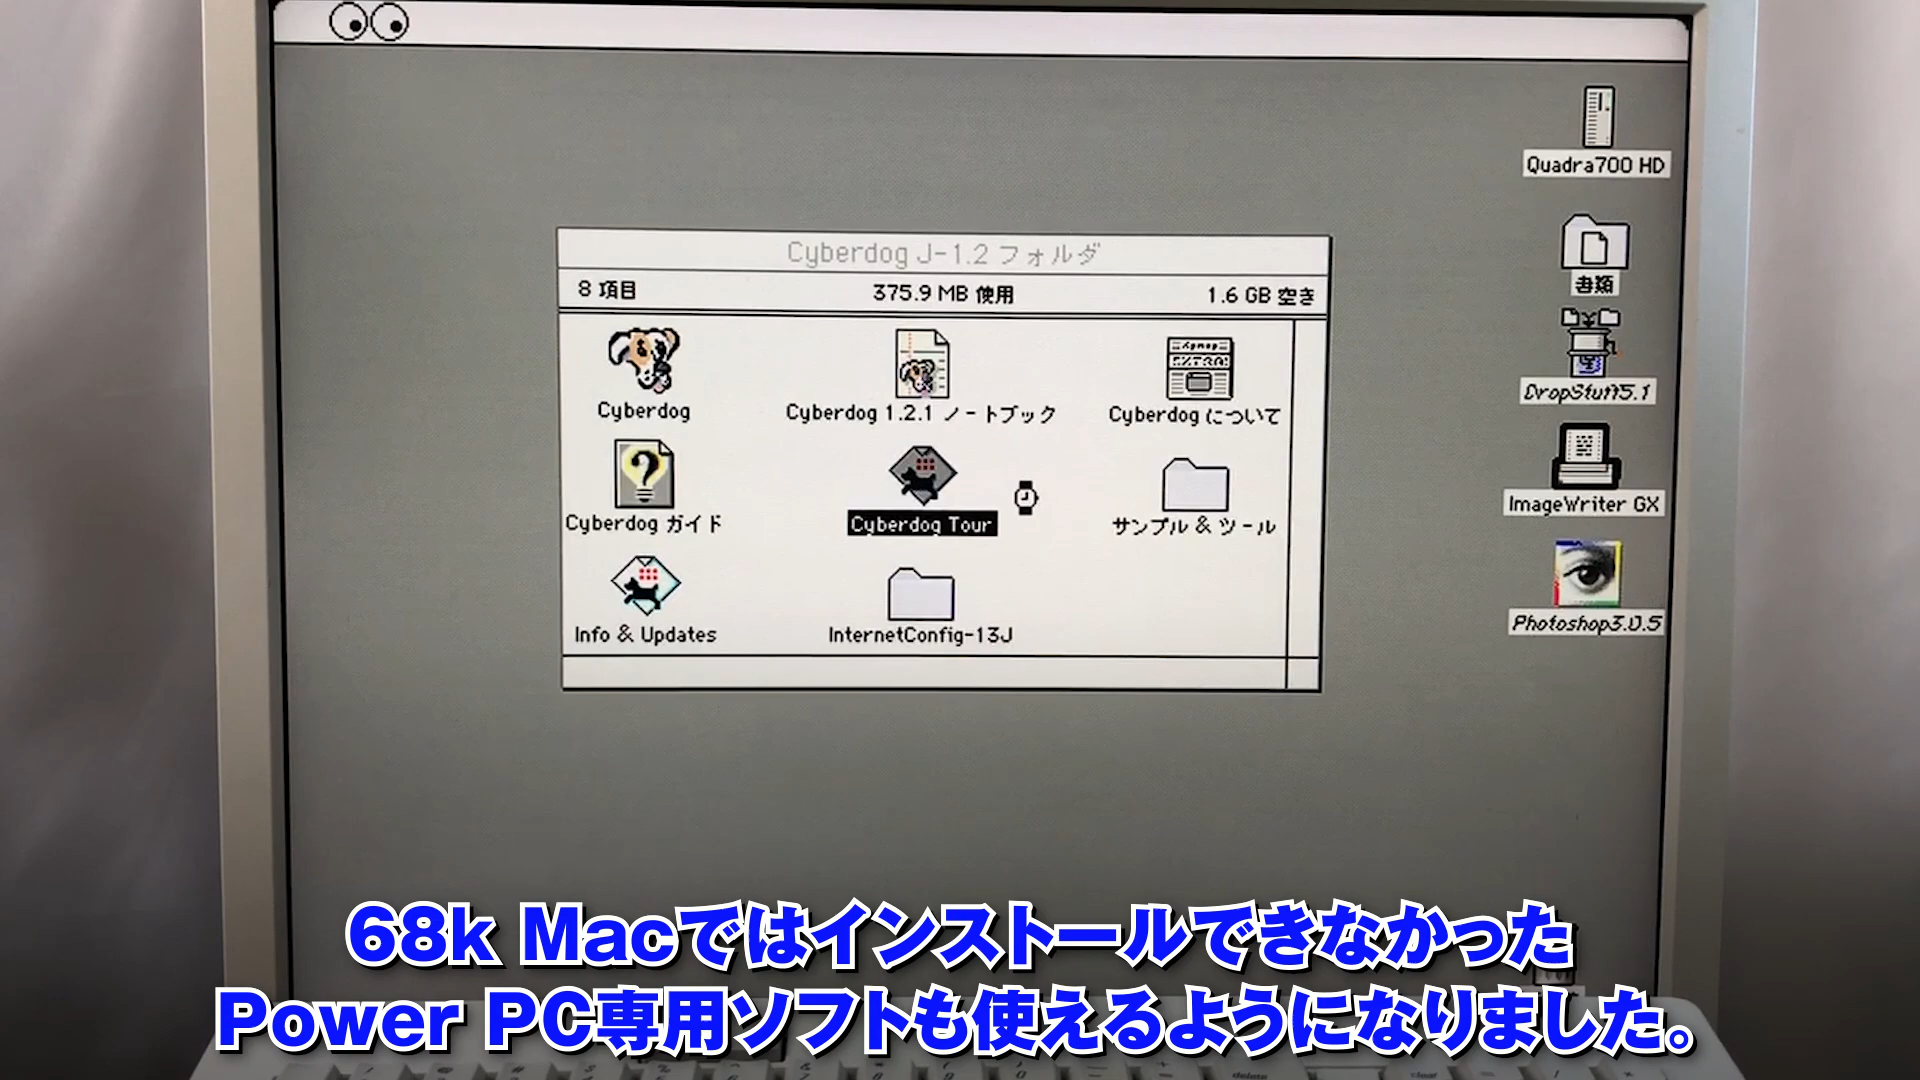 Quadra700 HD
Cyberdog J-1.2 フォルダ
8 項目
375.9 MB 使用
1.6 GB 空き
Cyberdog
Cyberdog 1.2.1 ノートブック
Cyberdog について
Cyberdog ガイド
Cyberdog Tour
サンプル & ツール
Info & Updates
InternetConfig-13J
書類
DropStuff5.1
ImageWriter GX
Photoshop3.0.5
68k Macではインストールできなかった
Power PC専用ソフトも使えるようになりました。